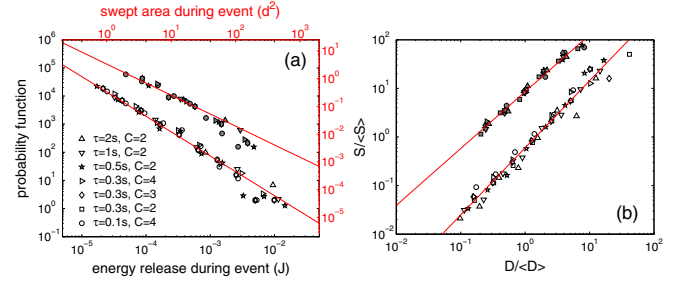 swept area during event (d²)
10⁰ 10¹ 10² 10³
probability function
10⁶
10⁵
10⁴
10³
10²
10¹
10⁰
10⁻¹
(a)
τ=2s, C=2
τ=1s, C=2
τ=0.5s, C=2
τ=0.3s, C=4
τ=0.3s, C=3
τ=0.3s, C=2
τ=0.1s, C=4
10¹
10⁰
10⁻¹
10⁻²
10⁻³
10⁻⁴
10⁻⁵
probability function
10⁻⁵ 10⁻⁴ 10⁻³ 10⁻²
energy release during event (J)
S/<S>
10²
10¹
10⁰
10⁻¹
10⁻²
(b)
10⁻² 10⁻¹ 10⁰ 10¹ 10²
D/<D>